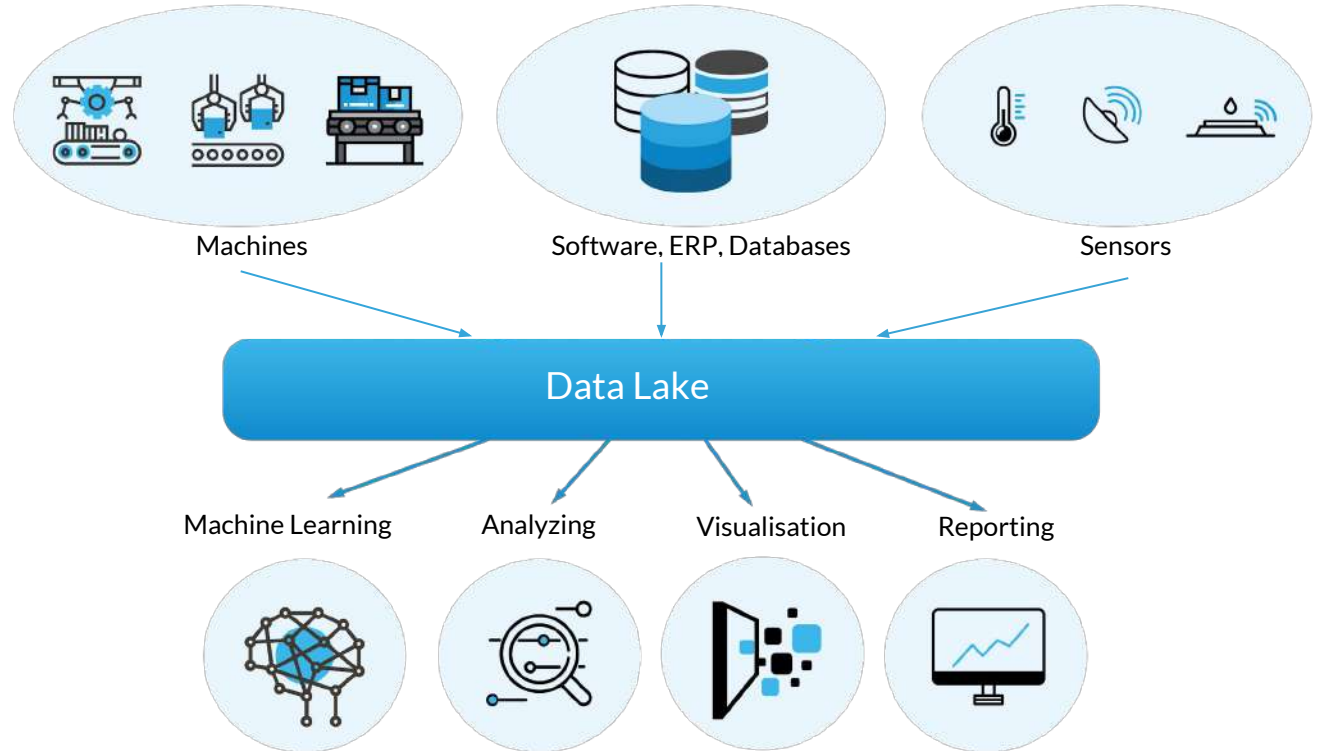 Machines
Software, ERP, Databases
Sensors
Data Lake
Machine Learning
Analyzing
Visualisation
Reporting